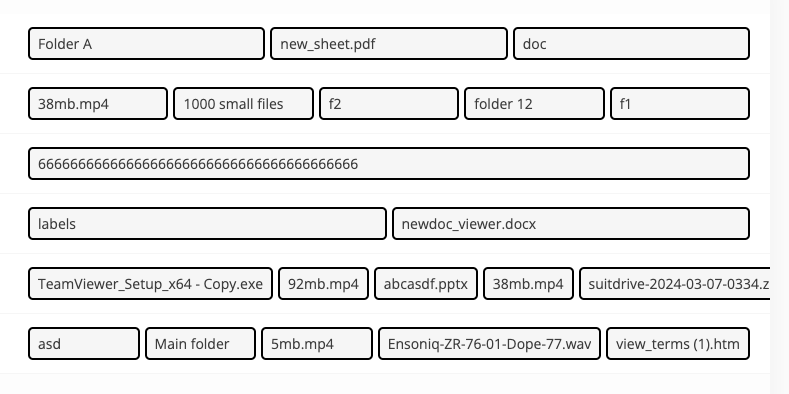 Folder A new_sheet.pdf doc
38mb.mp4 1000 small files f2 folder 12 f1
6666666666666666666666666666666666666666
labels newdoc_viewer.docx
TeamViewer_Setup_x64 - Copy.exe 92mb.mp4 abcasdf.pptx 38mb.mp4 suitdrive-2024-03-07-0334.z
asd Main folder 5mb.mp4 Ensoniq-ZR-76-01-Dope-77.wav view_terms (1).htm